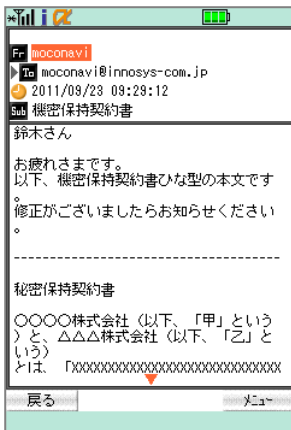 Fr moconavi
To moconavi@innosys-com.jp
2011/09/23 09:29:12
Sub 機密保持契約書
鈴木さん
お疲れさまです。
以下、機密保持契約書ひな型の本文です
。
修正がございましたらお知らせください
。
--------------------------------
秘密保持契約書
○○○○株式会社（以下、「甲」という
）と、△△△株式会社（以下、「乙」と
いう）
とは、「XXXXXXXXXXXXXXXXXXXXXXXXXXXX
戻る
ﾒﾆｭｰ